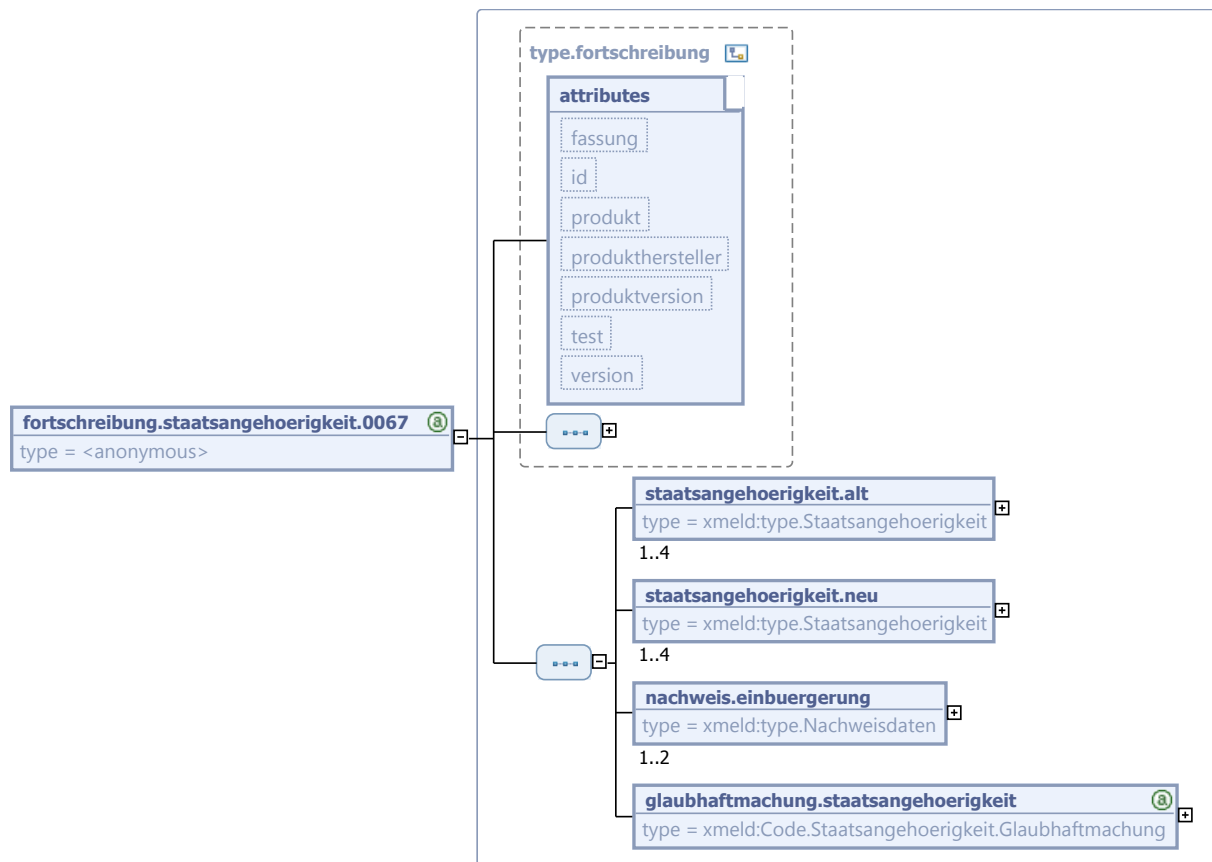 type.fortschreibung
attributes
fassung
id
produkt
produkthersteller
produktversion
test
version
fortschreibung.staatsangehoerigkeit.0067 a
type = <anonymous>
staatsangehoerigkeit.alt
type = xmeld:type.Staatsangehoerigkeit
1..4
staatsangehoerigkeit.neu
type = xmeld:type.Staatsangehoerigkeit
1..4
nachweis.einbuergerung
type = xmeld:type.Nachweisdaten
1..2
glaubhaftmachung.staatsangehoerigkeit a
type = xmeld:Code.Staatsangehoerigkeit.Glaubhaftmachung